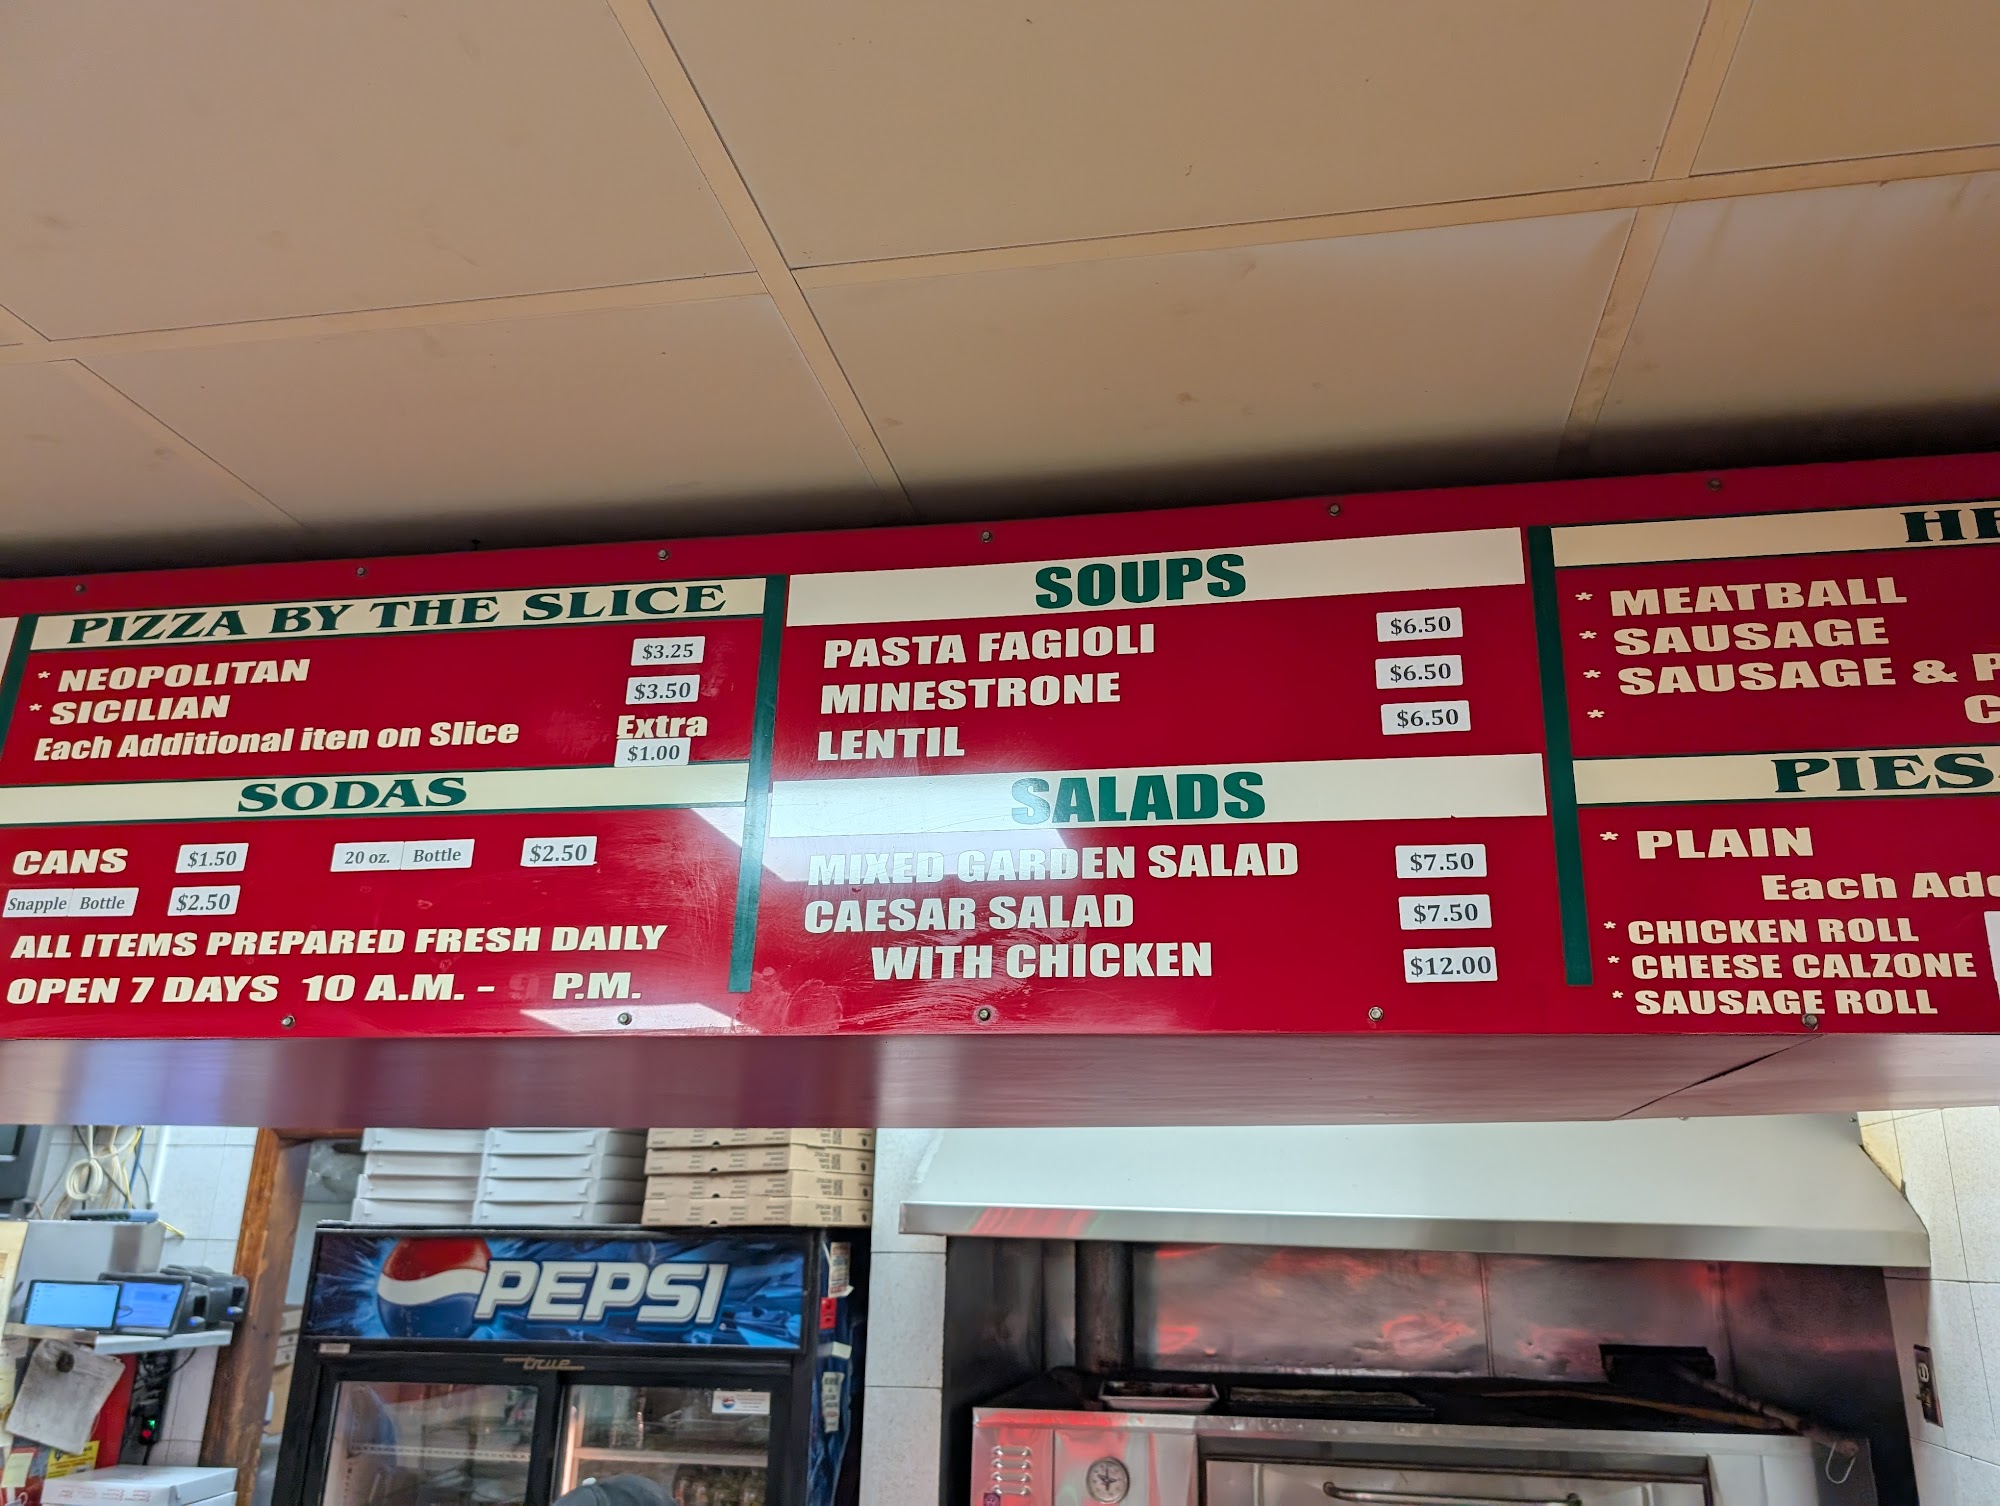 PIZZA BY THE SLICE
* NEOPOLITAN $3.25
* SICILIAN $3.50
Each Additional iten on Slice Extra $1.00
SODAS
CANS $1.50 20 oz. Bottle $2.50
Snapple Bottle $2.50
ALL ITEMS PREPARED FRESH DAILY
OPEN 7 DAYS 10 A.M. - 9 P.M.
SOUPS
PASTA FAGIOLI $6.50
MINESTRONE $6.50
LENTIL $6.50
SALADS
MIXED GARDEN SALAD $7.50
CAESAR SALAD $7.50
WITH CHICKEN $12.00
* MEATBALL
* SAUSAGE
* SAUSAGE &
*
PIES
* PLAIN
Each
* CHICKEN ROLL
* CHEESE CALZONE
* SAUSAGE ROLL
PEPSI
true